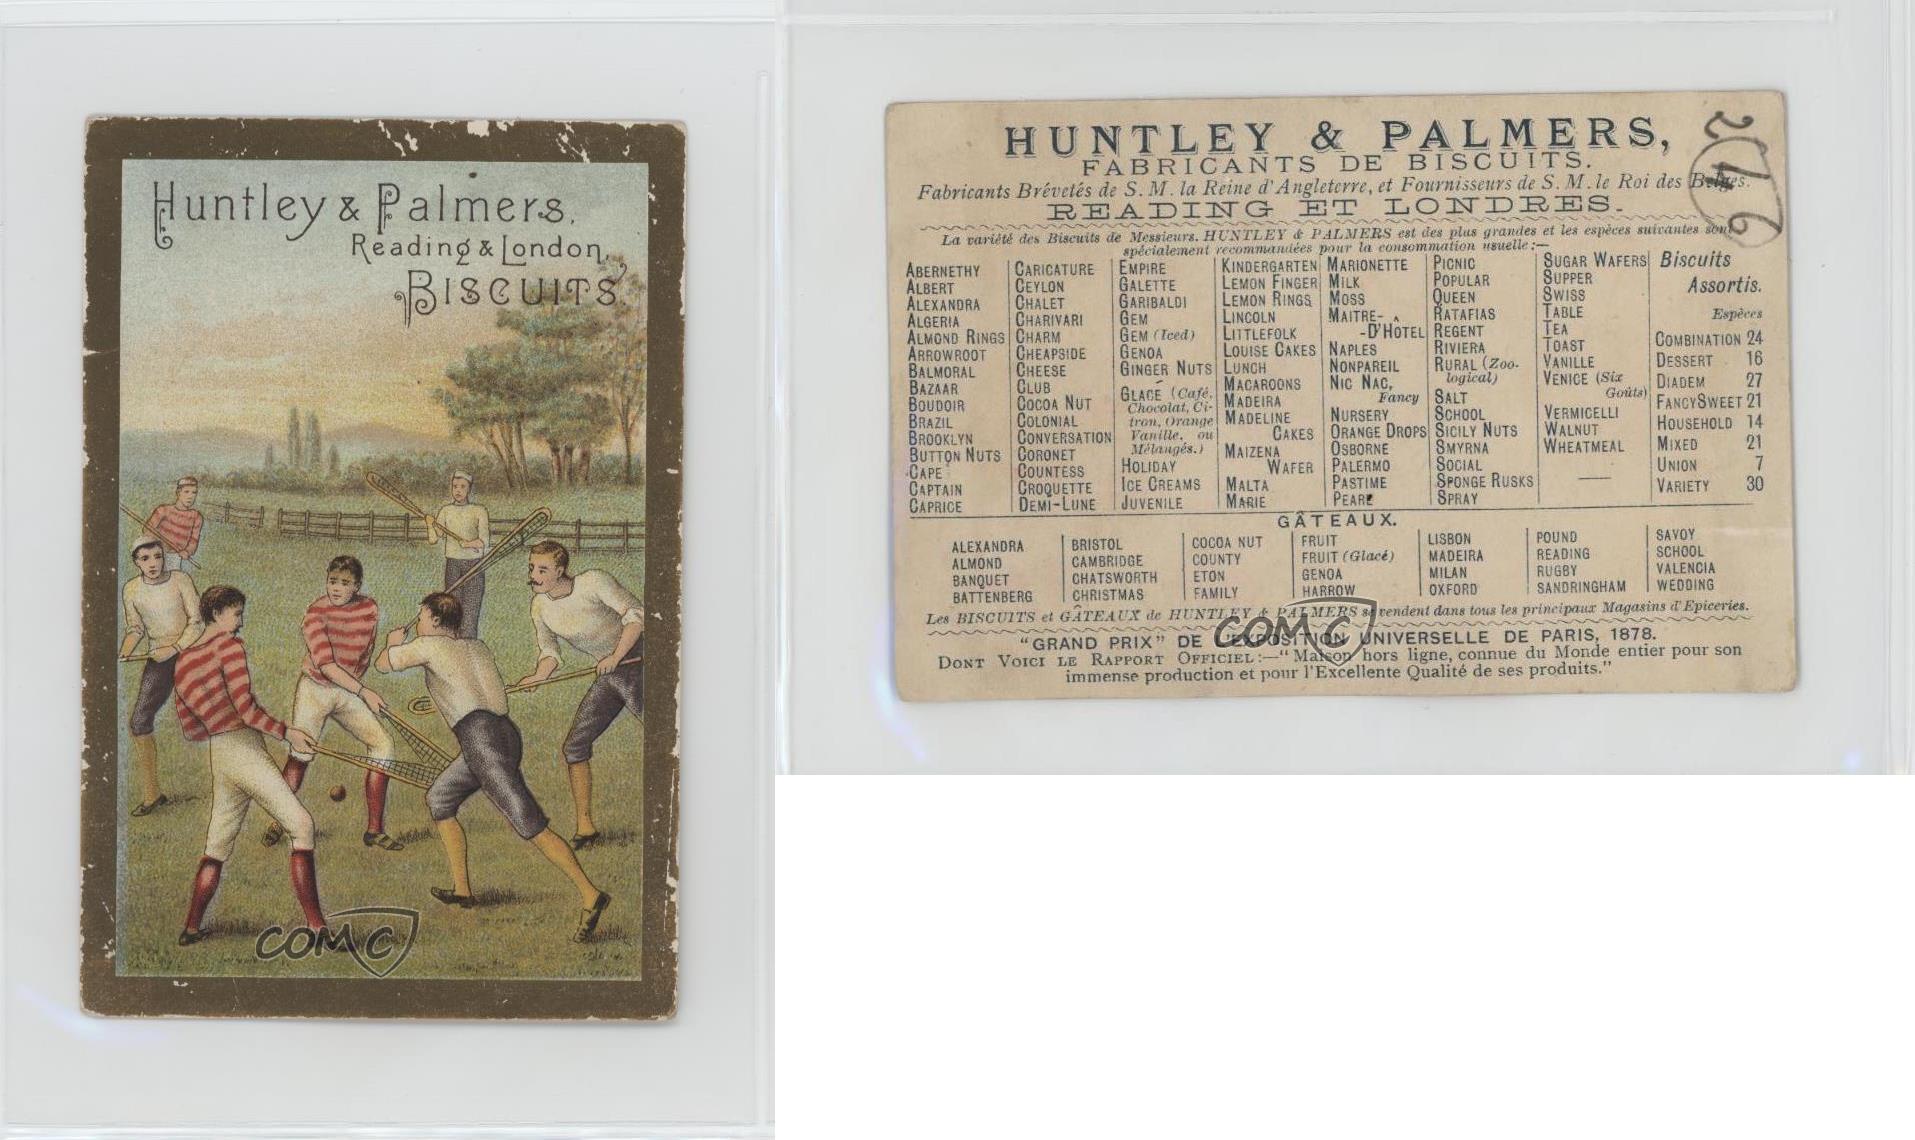 Huntley & Palmers.
Reading & London.
BISCUITS.
COMC
HUNTLEY & PALMERS,
FABRICANTS DE BISCUITS.
Fabricants Brévetés de S. M. la Reine d'Angleterre, et Fournisseurs de S. M. le Roi des Belges.
READING ET LONDRES.
La variété des Biscuits de Messieurs. HUNTLEY & PALMERS est des plus grandes et les espèces suivantes sont
spécialement recommandées pour la consommation usuelle:—
ABERNETHY
ALBERT
ALEXANDRA
ALGERIA
ALMOND RINGS
ARROWROOT
BALMORAL
BAZAAR
BOUDOIR
BRAZIL
BROOKLYN
BUTTON NUTS
CAPE
CAPTAIN
CAPRICE
CARICATURE
CEYLON
CHALET
CHARIVARI
CHARM
CHEAPSIDE
CHEESE
CLUB
COCOA NUT
COLONIAL
CONVERSATION
CORONET
COUNTESS
CROQUETTE
DEMI-LUNE
EMPIRE
GALETTE
GARIBALDI
GEM
GEM (Iced)
GENOA
GINGER NUTS
GLACÉ (Café,
Chocolat, Ci-
tron, Orange
Vanille, ou
Mélangés.)
HOLIDAY
ICE CREAMS
JUVENILE
KINDERGARTEN
LEMON FINGER
LEMON RINGS
LINCOLN
LITTLEFOLK
LOUISE CAKES
LUNCH
MACAROONS
MADEIRA
MADELINE
CAKES
MAIZENA
WAFER
MALTA
MARIE
MARIONETTE
MILK
MOSS
MAITRE-
-D'HÔTEL
NAPLES
NONPAREIL
NIC NAC,
Fancy
NURSERY
ORANGE DROPS
OSBORNE
PALERMO
PASTIME
PEARL
PICNIC
POPULAR
QUEEN
RATAFIAS
REGENT
RIVIERA
RURAL (Zoo-
logical)
SALT
SCHOOL
SICILY NUTS
SMYRNA
SOCIAL
SPONGE RUSKS
SPRAY
SUGAR WAFERS
SUPPER
SWISS
TABLE
TEA
TOAST
VANILLE
VENICE (Six
Goûts)
VERMICELLI
WALNUT
WHEATMEAL
Biscuits
Assortis.
Espèces
COMBINATION 24
DESSERT 16
DIADEM 27
FANCY SWEET 21
HOUSEHOLD 14
MIXED 21
UNION 7
VARIETY 30
GÂTEAUX.
ALEXANDRA
ALMOND
BANQUET
BATTENBERG
BRISTOL
CAMBRIDGE
CHATSWORTH
CHRISTMAS
COCOA NUT
COUNTY
ETON
FAMILY
FRUIT
FRUIT (Glacé)
GENOA
HARROW
LISBON
MADEIRA
MILAN
OXFORD
POUND
READING
RUGBY
SANDRINGHAM
SAVOY
SCHOOL
VALENCIA
WEDDING
Les BISCUITS et GÂTEAUX de HUNTLEY & PALMERS se vendent dans tous les principaux Magasins d'Epiceries.
"GRAND PRIX" DE L'EXPOSITION UNIVERSELLE DE PARIS, 1878.
DONT VOICI LE RAPPORT OFFICIEL:—"Maison hors ligne, connue du Monde entier pour son
immense production et pour l'Excellente Qualité de ses produits."
COMC